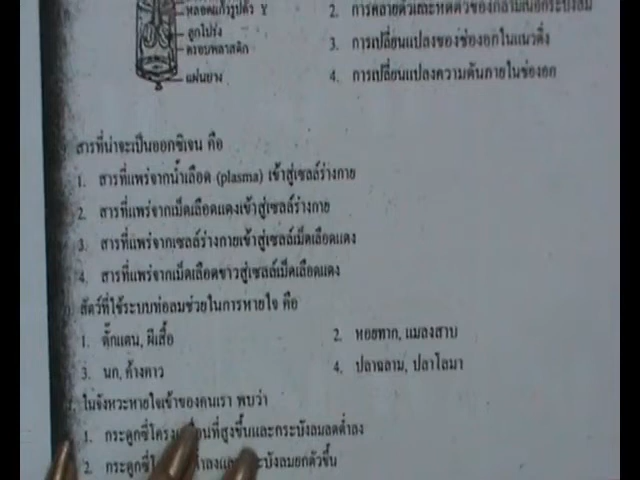 หลอดแก้วรูปตัว Y
2. การคลายตัวและหดตัวของกล้ามเนื้อกระบังลม
ลูกโป่ง
ครอบพลาสติก
3. การเปลี่ยนแปลงของช่องอกในแนวดิ่ง
แผ่นยาง
4. การเปลี่ยนแปลงความดันภายในช่องอก
สารที่น่าจะเป็นออกซิเจน คือ
1. สารที่แพร่จากน้ำเลือด (plasma) เข้าสู่เซลล์ร่างกาย
2. สารที่แพร่จากเม็ดเลือดแดงเข้าสู่เซลล์ร่างกาย
3. สารที่แพร่จากเซลล์ร่างกายเข้าสู่เซลล์เม็ดเลือดแดง
4. สารที่แพร่จากเม็ดเลือดขาวสู่เซลล์เม็ดเลือดแดง
สัตว์ที่ใช้ระบบท่อลมช่วยในการหายใจ คือ
1. ตั๊กแตน, ผีเสื้อ
2. หอยทาก, แมลงสาบ
3. นก, ค้างคาว
4. ปลาฉลาม, ปลาโลมา
ในจังหวะหายใจเข้าของคนเรา พบว่า
1. กระดูกซี่โครงเลื่อนที่สูงขึ้นและกระบังลมลดต่ำลง
2. กระดูกซี่ ต่ำลงและกระบังลมยกตัวขึ้น